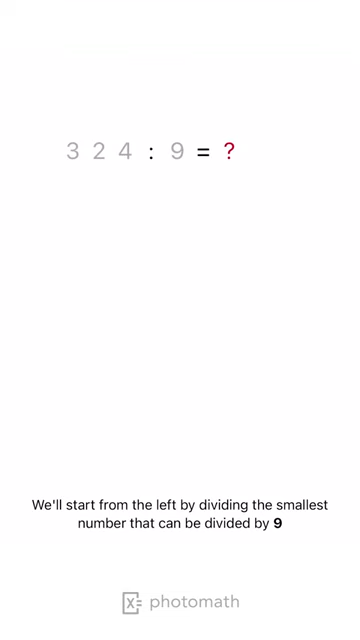 3 2 4 : 9 = ?
We'll start from the left by dividing the smallest
number that can be divided by 9
photomath